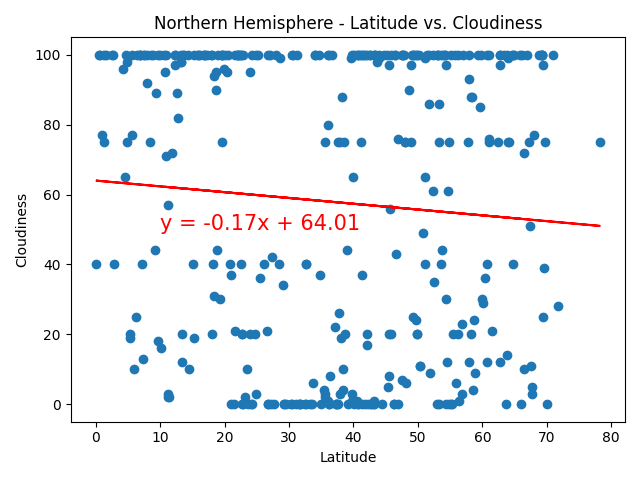 Northern Hemisphere - Latitude vs. Cloudiness
Cloudiness
100
80
60
40
20
0
y = -0.17x + 64.01
0 10 20 30 40 50 60 70 80
Latitude